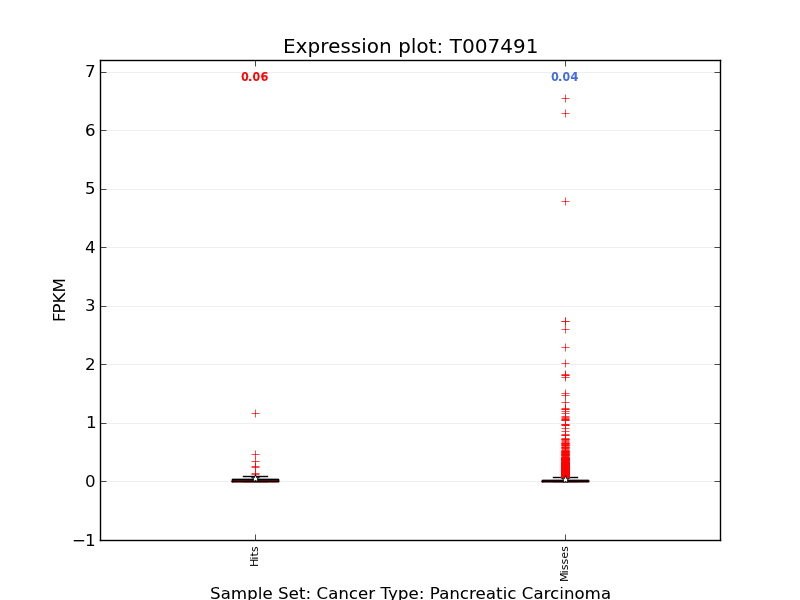 Expression plot: T007491
0.06
0.04
7
6
5
4
3
2
1
0
−1
FPKM
Hits
Misses
Sample Set: Cancer Type: Pancreatic Carcinoma